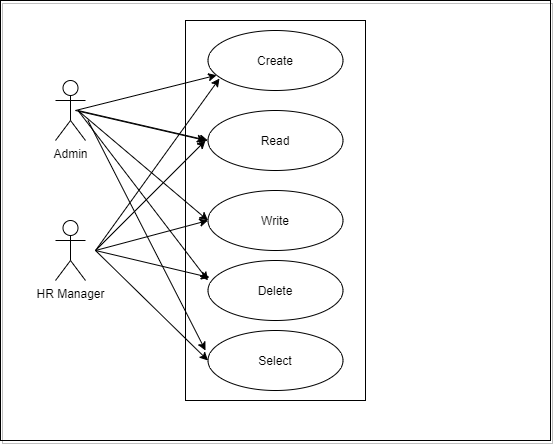 Create
Admin
Read
HR Manager
Write
Delete
Select